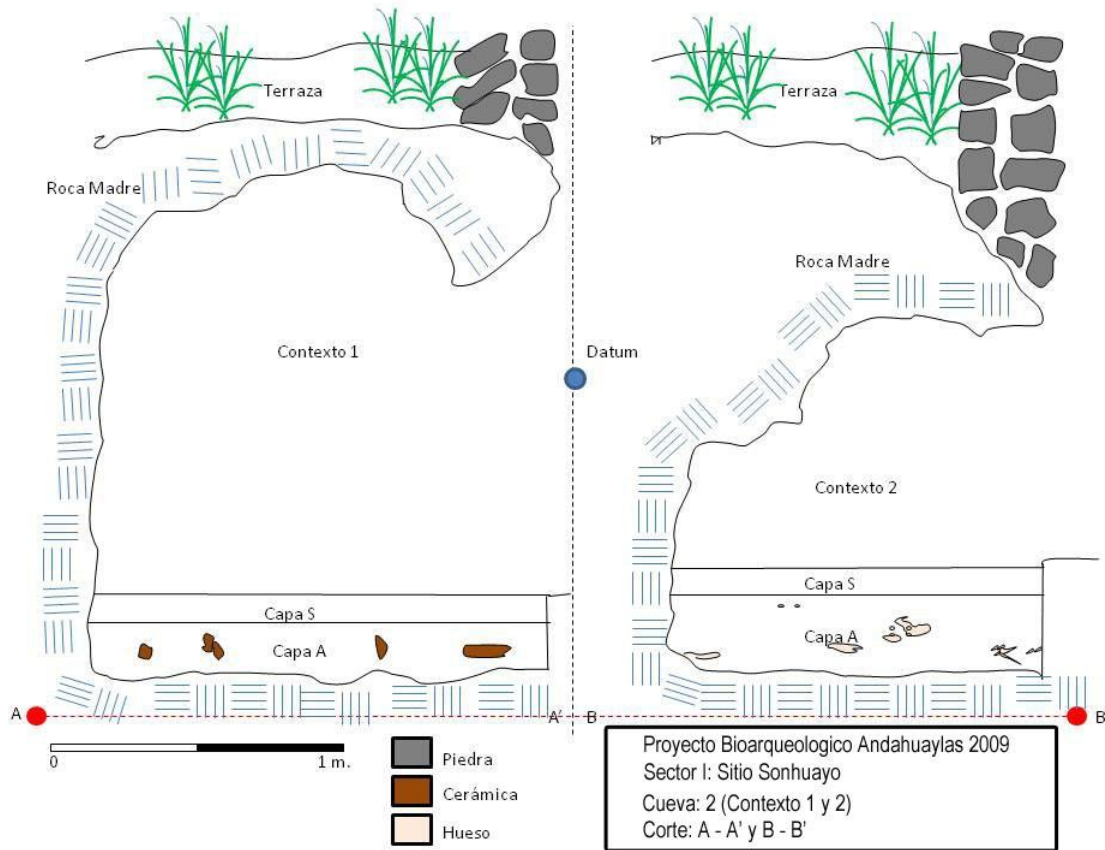 Terraza
Terraza
Roca Madre
Roca Madre
Contexto 1
Datum
Contexto 2
Capa S
Capa S
Capa A
Capa A
A
A'
B
B
0
1 m.
Piedra
Cerámica
Hueso
Proyecto Bioarqueologico Andahuaylas 2009
Sector I: Sitio Sonhuayo
Cueva: 2 (Contexto 1 y 2)
Corte: A - A' y B - B'